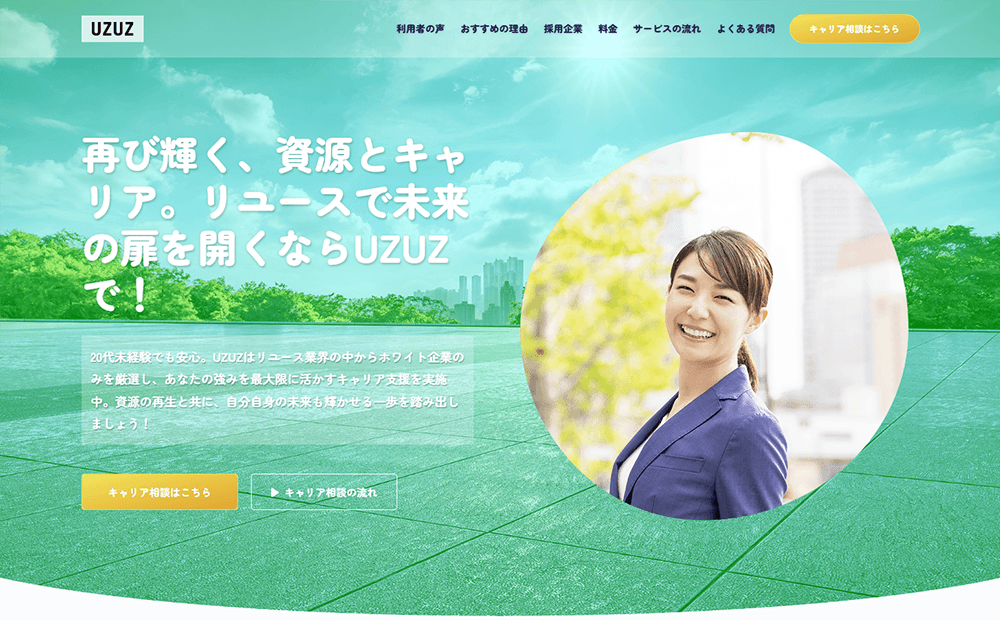 UZUZ
利用者の声 おすすめの理由 採用企業 料金 サービスの流れ よくある質問 キャリア相談はこちら
再び輝く、資源とキャ
リア。リユースで未来
の扉を開くならUZUZ
で！
20代未経験でも安心。UZUZはリユース業界の中からホワイト企業の
みを厳選し、あなたの強みを最大限に活かすキャリア支援を実施
中。資源の再生と共に、自分自身の未来も輝かせる一歩を踏み出し
ましょう！
キャリア相談はこちら
▶ キャリア相談の流れ